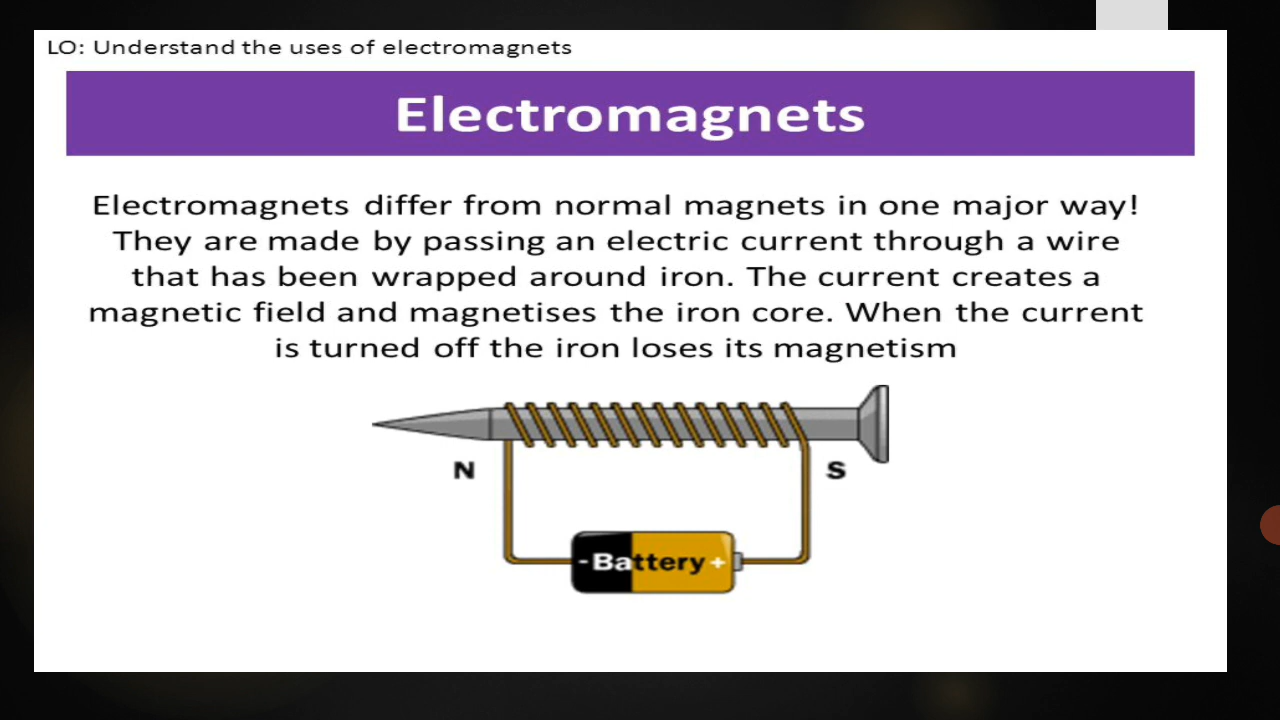 LO: Understand the uses of electromagnets
Electromagnets
Electromagnets differ from normal magnets in one major way!
They are made by passing an electric current through a wire
that has been wrapped around iron. The current creates a
magnetic field and magnetises the iron core. When the current
is turned off the iron loses its magnetism
N S
-Battery+